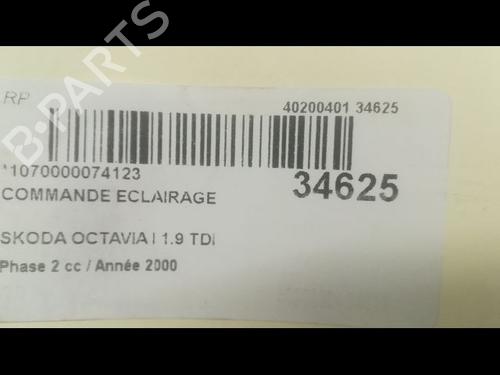 B-PARTS
RP
40200401 34625
*1070000074123
34625
COMMANDE ECLAIRAGE
SKODA OCTAVIA I 1.9 TDI
Phase 2 cc / Année 2000